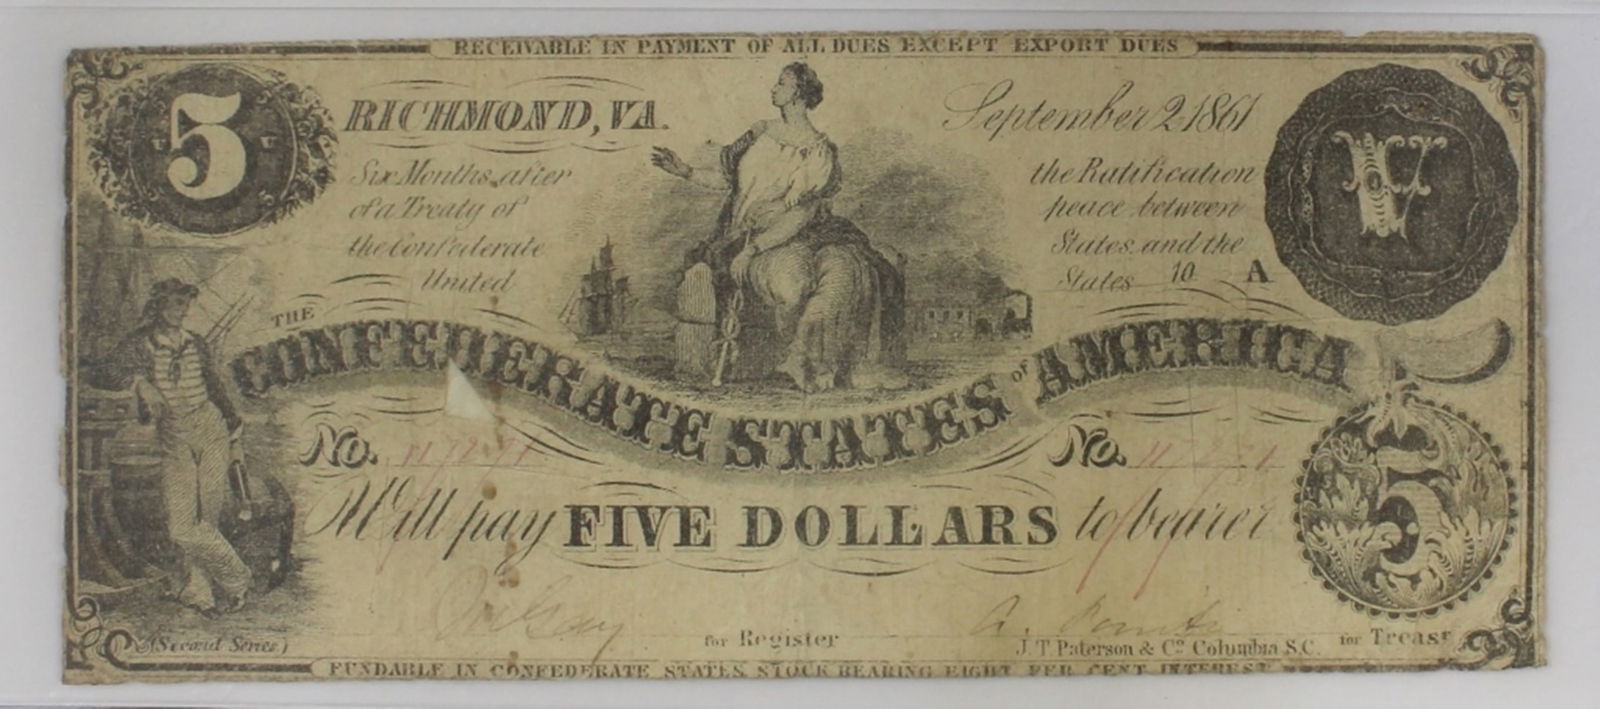 RECEIVABLE IN PAYMENT OF ALL DUES EXCEPT EXPORT DUES
5
RICHMOND, VA.
September 2 1861
V
Six Months after the Ratification
of a Treaty of peace between
the Confederate States and the
United States 10 A
THE CONFEDERATE STATES OF AMERICA
No. No.
Will pay FIVE DOLLARS to bearer
5
for Register
for Treasr
(Second Series)
J.T. Paterson & Co. Columbia S.C.
FUNDABLE IN CONFEDERATE STATES STOCK BEARING EIGHT PER CENT INTEREST